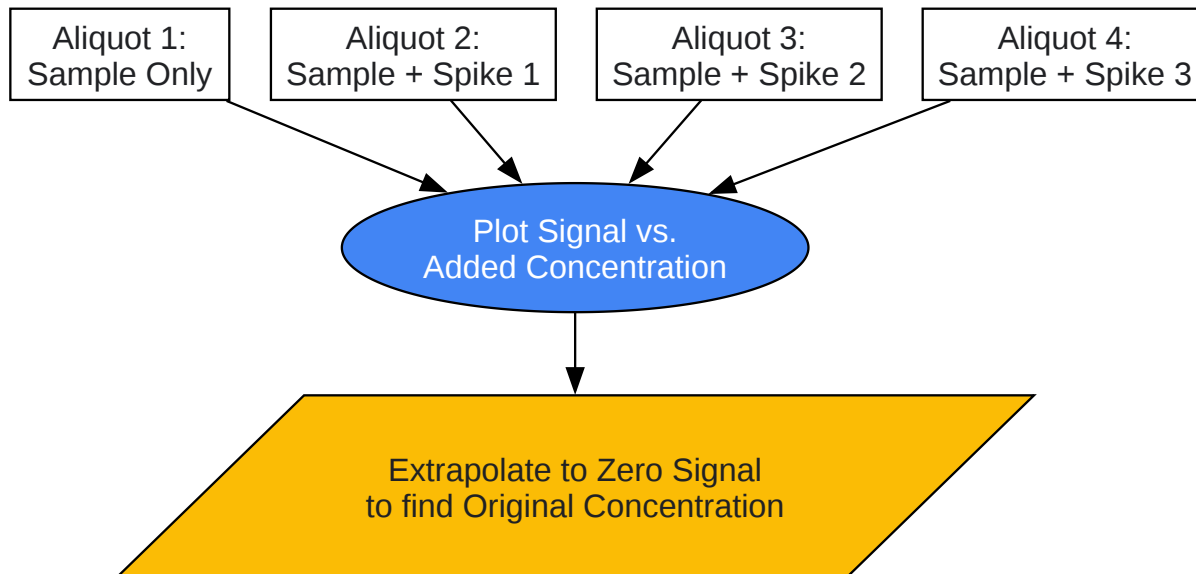 Aliquot 1:
Sample Only
Aliquot 2:
Sample + Spike 1
Aliquot 3:
Sample + Spike 2
Aliquot 4:
Sample + Spike 3
Plot Signal vs.
Added Concentration
Extrapolate to Zero Signal
to find Original Concentration